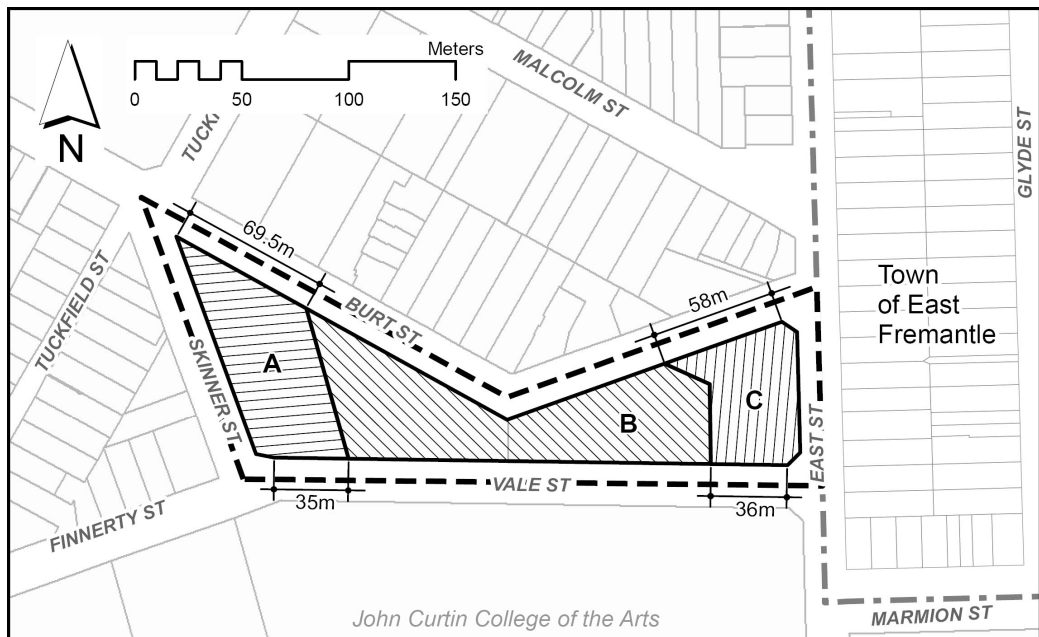 Meters
0 50 100 150
N
MALCOLM ST
GLYDE ST
TUCKF
69.5m
TUCKFIELD ST
BURT ST
58m
Town
of East
Fremantle
SKINNER ST
A
B
C
EAST ST
VALE ST
35m
36m
FINNERTY ST
John Curtin College of the Arts
MARMION ST